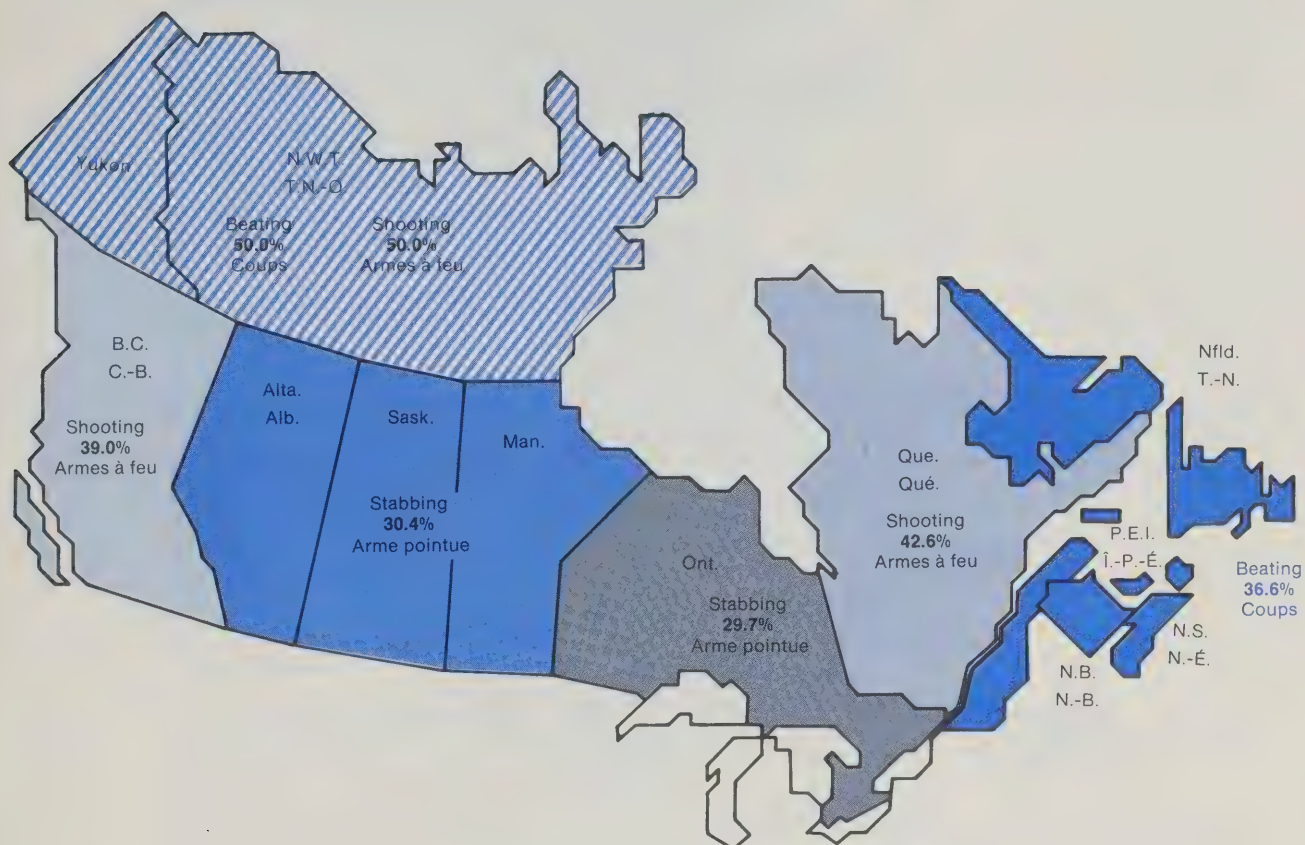 Yukon
N.W.T.
T.N.-O
Beating
50.0%
Coups
Shooting
50.0%
Armes à feu
B.C.
C.-B.
Shooting
39.0%
Armes à feu
Alta.
Alb.
Sask.
Man.
Stabbing
30.4%
Arme pointue
Ont.
Stabbing
29.7%
Arme pointue
Que.
Qué.
Shooting
42.6%
Armes à feu
Nfld.
T.-N.
P.E.I.
Î.-P.-É.
Beating
36.6%
Coups
N.S.
N.-É.
N.B.
N.-B.